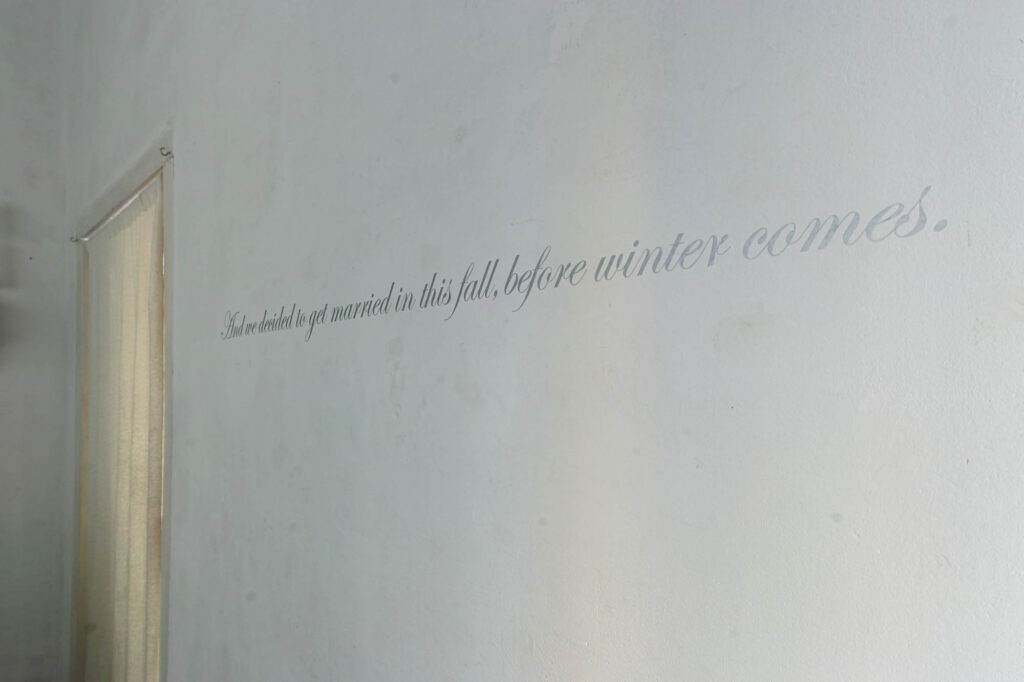 And we decided to get married in this fall, before winter comes.